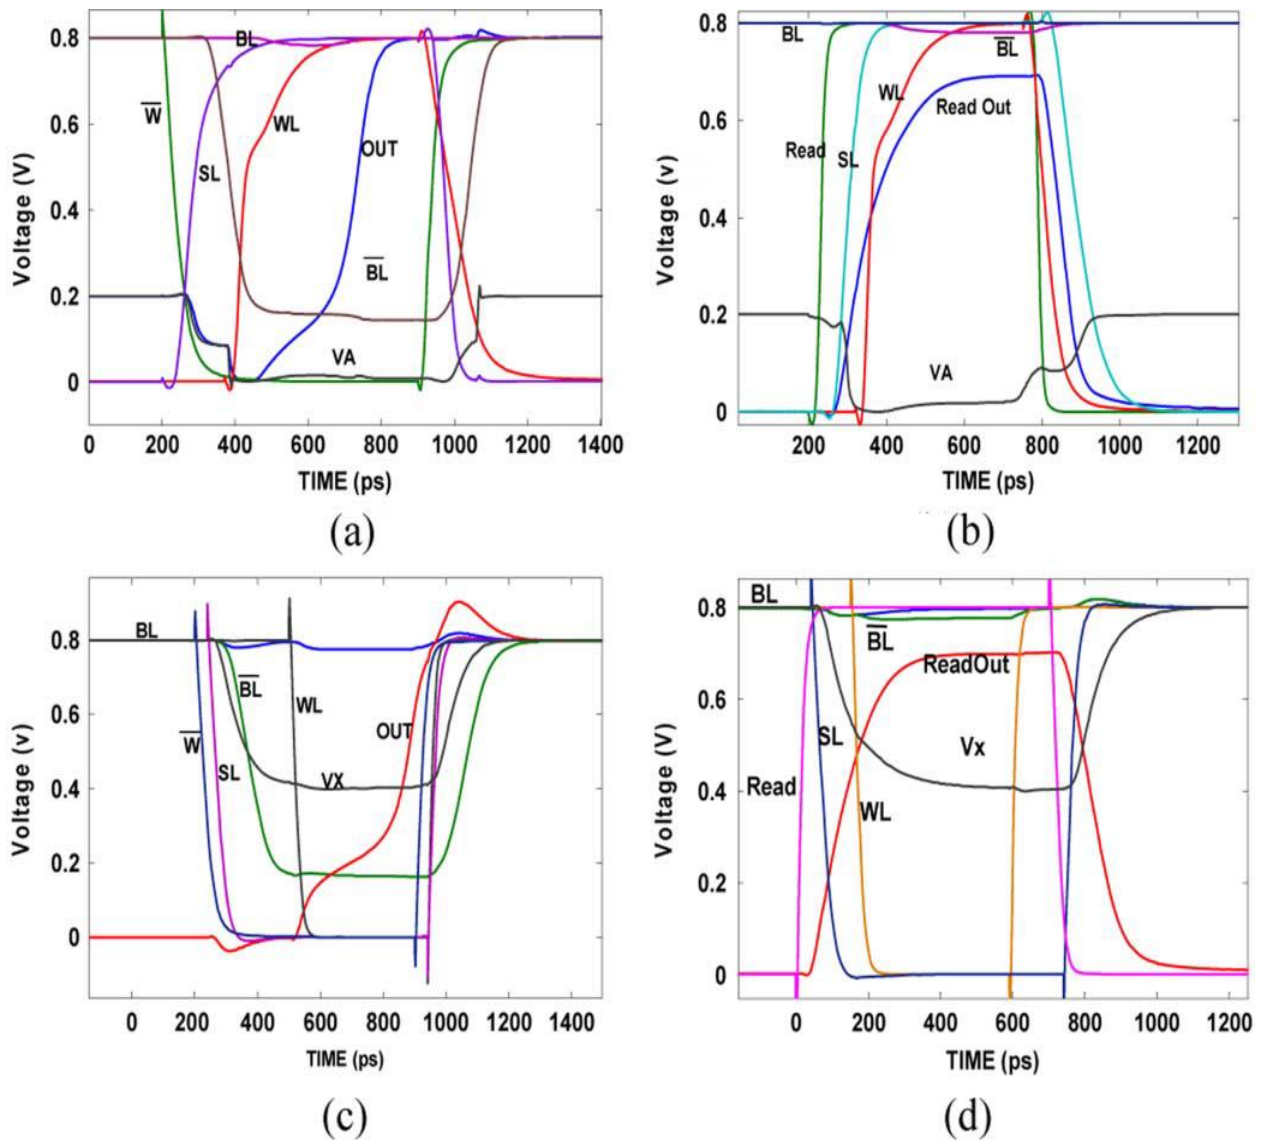 0.8
0.6
0.4
0.2
0
Voltage (V)
0 200 400 600 800 1000 1200 1400
TIME (ps)
BL
W̅
SL
WL
OUT
B̅L̅
VA
(a)
0.8
0.6
0.4
0.2
0
Voltage (v)
200 400 600 800 1000 1200
TIME (ps)
BL
B̅L̅
WL
Read Out
Read
SL
VA
(b)
0.8
0.6
0.4
0.2
0
Voltage (v)
0 200 400 600 800 1000 1200 1400
TIME (ps)
BL
B̅L̅
WL
W̅
OUT
SL
VX
(c)
0.8
0.6
0.4
0.2
0
Voltage (V)
0 200 400 600 800 1000 1200
TIME (ps)
BL
B̅L̅
ReadOut
SL
Vx
Read
WL
(d)